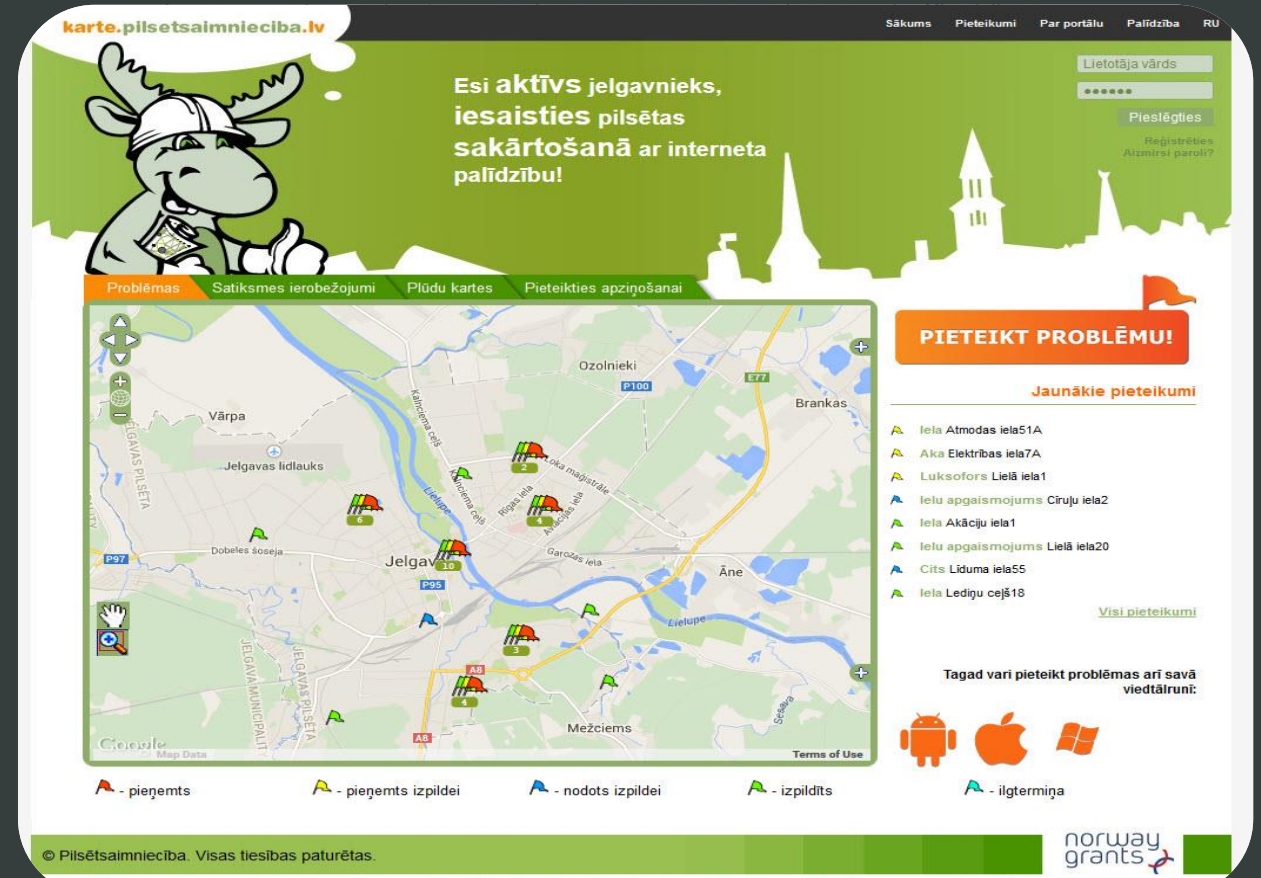 karte.pilsetsaimnieciba.lv
Sākums Pieteikumi Par portālu Palīdzība RU
Lietotāja vārds
Pieslēgties
Reģistrēties
Aizmirsi paroli?
Esi aktīvs jelgavnieks,
iesaisties pilsētas
sakārtošanā ar interneta
palīdzību!
Problēmas Satiksmes ierobežojumi Plūdu kartes Pieteikties apziņošanai
Ozolnieki
P100
E77
Brankas
Kalnciema ceļš
Vārpa
Jelgavas lidlauks
JELGAVAS PILSĒTA
Loka maģistrāle
2
Kalnciema ceļš
Rīgas iela
Aviācijas iela
Lielupe
6
4
Dobeles šoseja
Garozas iela
P97
Jelgav
10
Āne
P95
Lielupe
3
A8
4
JELGAVA MUNICIPALIT
JELGAVAS PILSĒTA
Mežciems
Sesava
A8
Google
Map Data
Terms of Use
PIETEIKT PROBLĒMU!
Jaunākie pieteikumi
Iela Atmodas iela51A
Aka Elektrības iela7A
Luksofors Lielā iela1
Ielu apgaismojums Cīruļu iela2
Iela Akāciju iela1
Ielu apgaismojums Lielā iela20
Cits Līduma iela55
Iela Lediņu ceļš18
Visi pieteikumi
Tagad vari pieteikt problēmas arī savā
viedtālrunī:
- pieņemts - pieņemts izpildei - nodots izpildei - izpildīts - ilgtermiņa
© Pilsētsaimniecība. Visas tiesības paturētas.
norway
grants